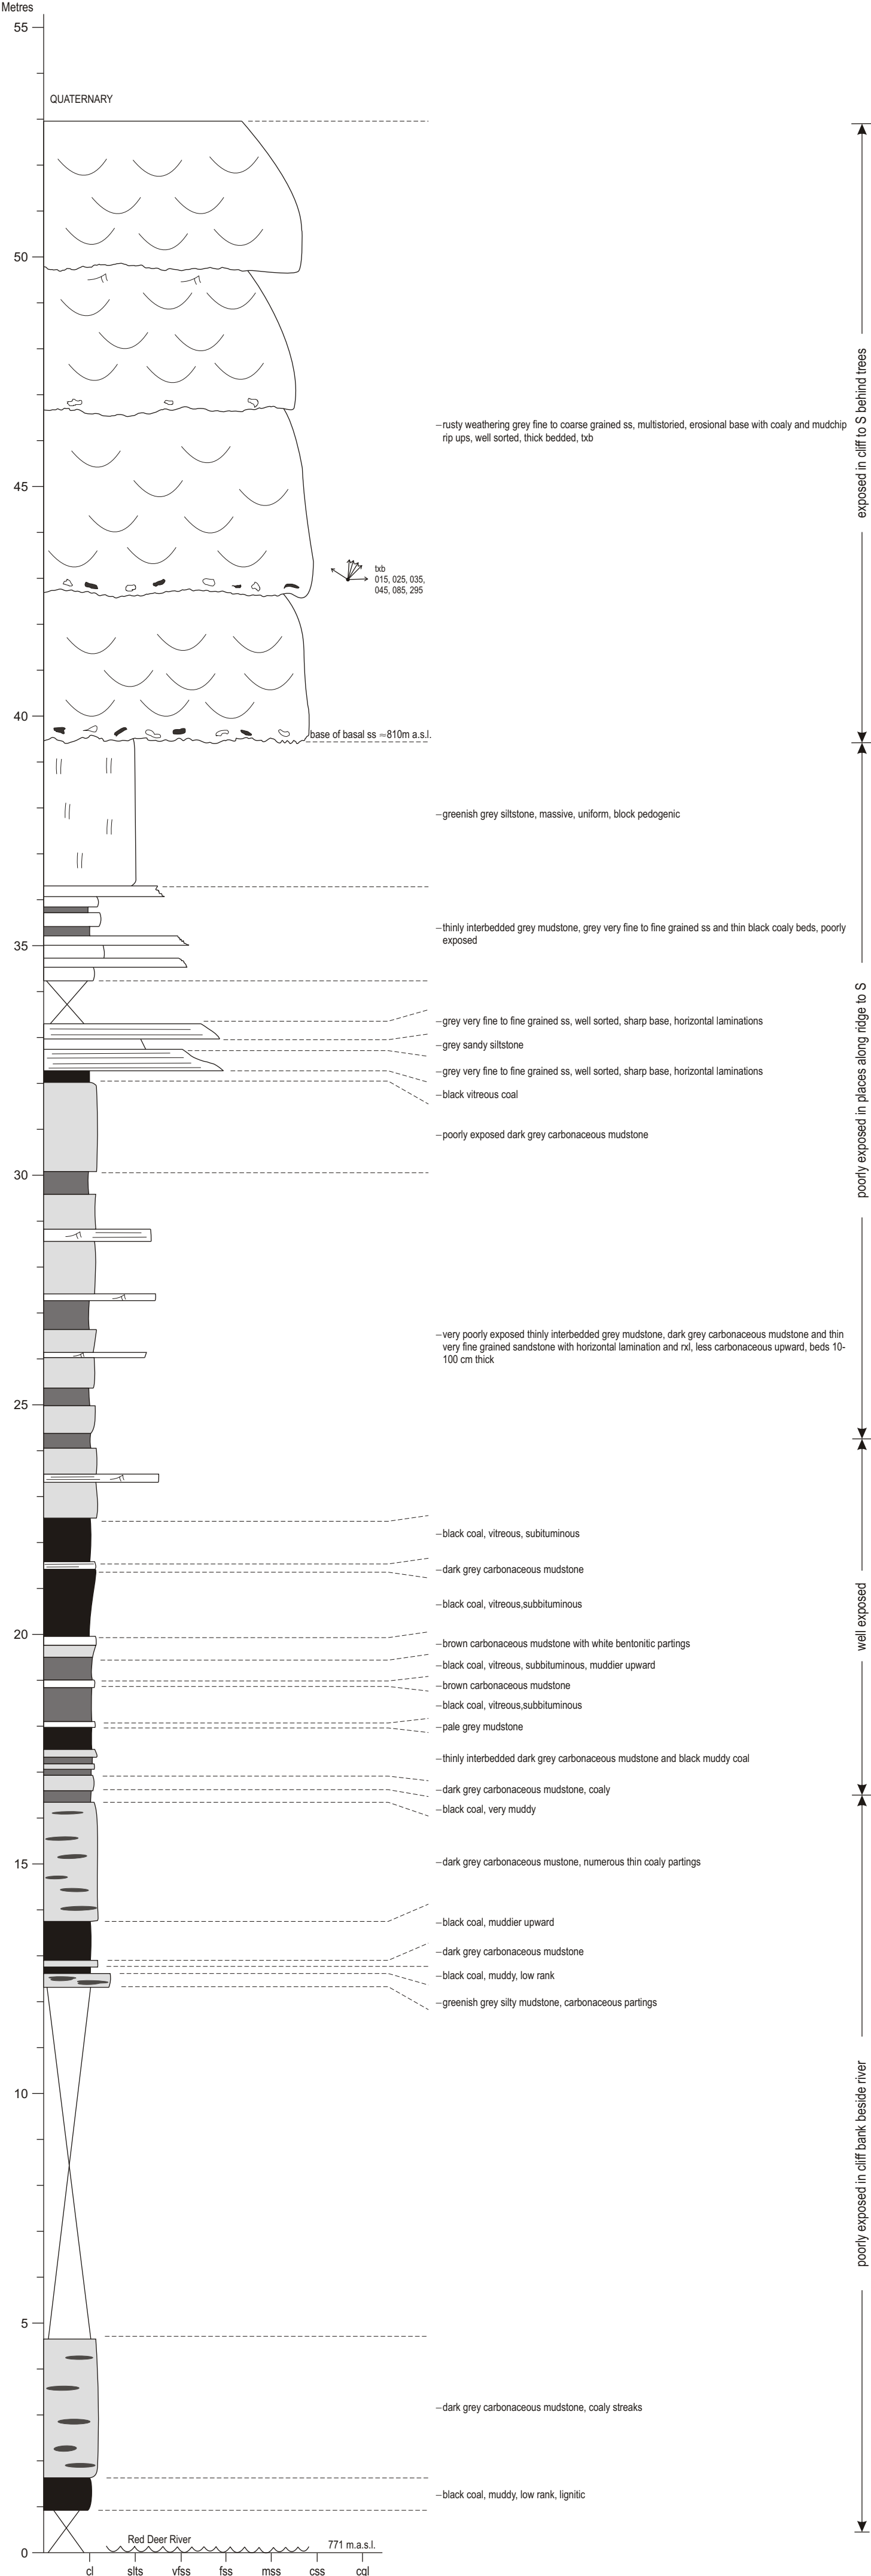 Metres
55
QUATERNARY
50
–rusty weathering grey fine to coarse grained ss, multistoried, erosional base with coaly and mudchip
rip ups, well sorted, thick bedded, txb
exposed in cliff to S behind trees
45
txb
015, 025, 035,
045, 085, 295
40
base of basal ss ≈810m a.s.l.
–greenish grey siltstone, massive, uniform, block pedogenic
35
–thinly interbedded grey mudstone, grey very fine to fine grained ss and thin black coaly beds, poorly
exposed
–grey very fine to fine grained ss, well sorted, sharp base, horizontal laminations
–grey sandy siltstone
–grey very fine to fine grained ss, well sorted, sharp base, horizontal laminations
–black vitreous coal
–poorly exposed dark grey carbonaceous mudstone
poorly exposed in places along ridge to S
30
–very poorly exposed thinly interbedded grey mudstone, dark grey carbonaceous mudstone and thin
very fine grained sandstone with horizontal lamination and rxl, less carbonaceous upward, beds 10-
100 cm thick
25
–black coal, vitreous, subituminous
–dark grey carbonaceous mudstone
–black coal, vitreous,subbituminous
well exposed
20
–brown carbonaceous mudstone with white bentonitic partings
–black coal, vitreous, subbituminous, muddier upward
–brown carbonaceous mudstone
–black coal, vitreous,subbituminous
–pale grey mudstone
–thinly interbedded dark grey carbonaceous mudstone and black muddy coal
–dark grey carbonaceous mudstone, coaly
–black coal, very muddy
15
–dark grey carbonaceous mustone, numerous thin coaly partings
–black coal, muddier upward
–dark grey carbonaceous mudstone
–black coal, muddy, low rank
–greenish grey silty mudstone, carbonaceous partings
10
poorly exposed in cliff bank beside river
5
–dark grey carbonaceous mudstone, coaly streaks
–black coal, muddy, low rank, lignitic
Red Deer River
771 m.a.s.l.
0
cl slts vfss fss mss css cgl